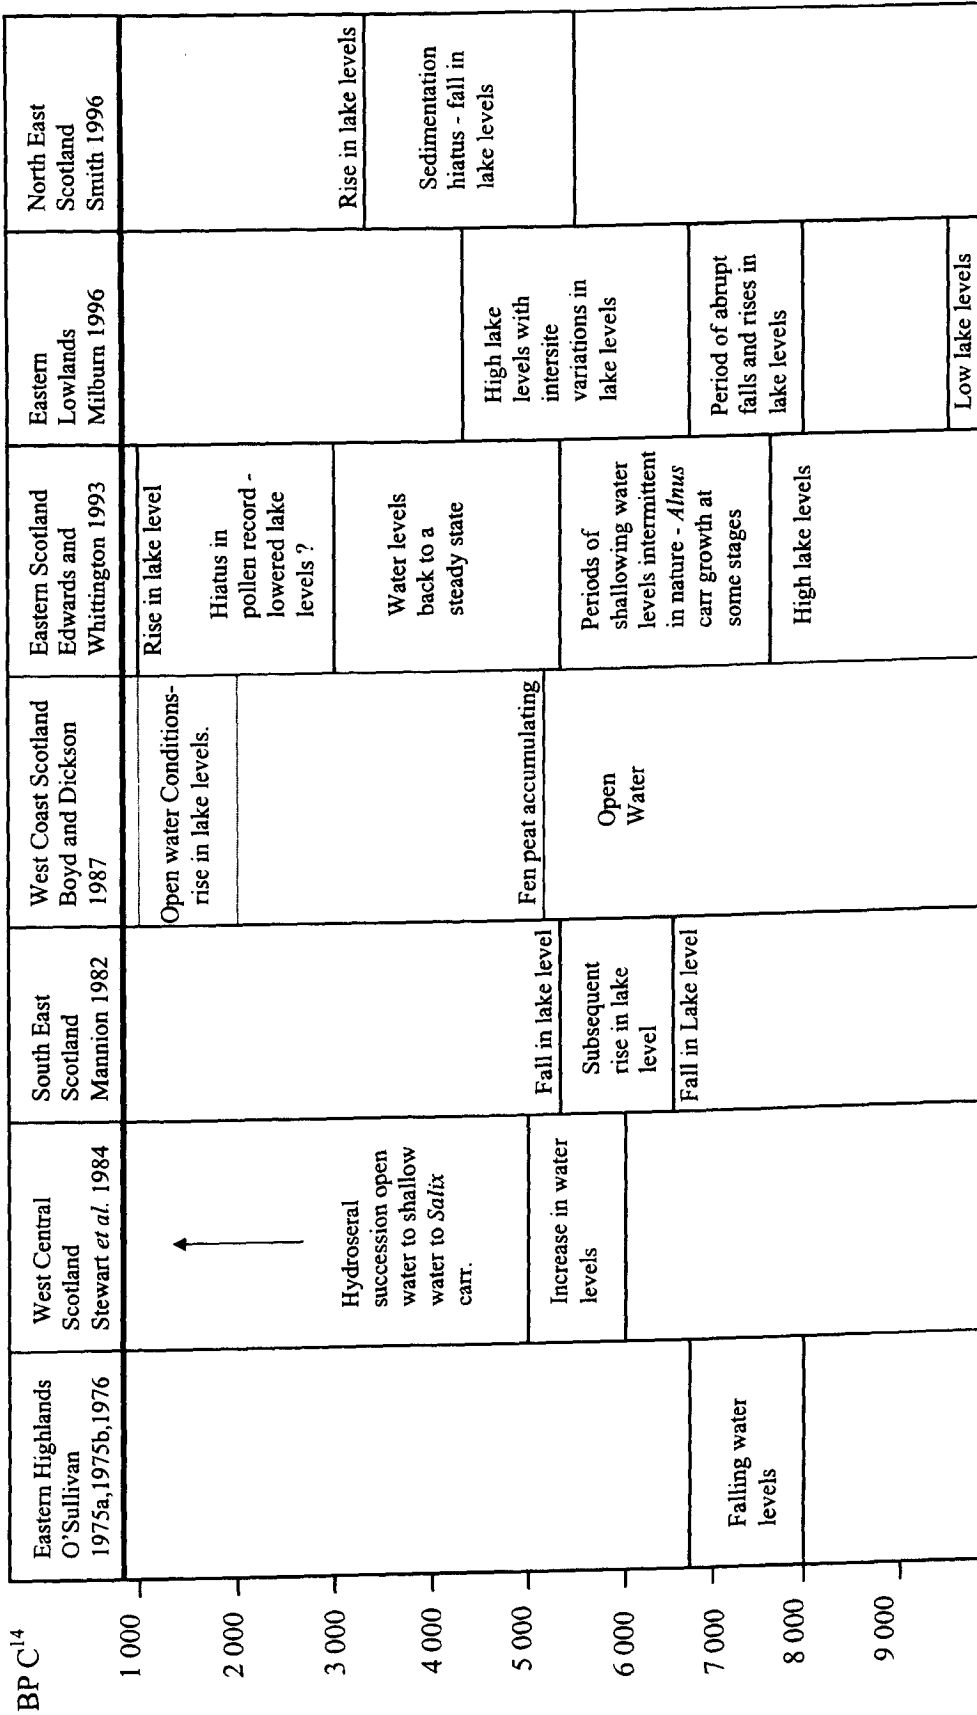 BP C14
1 000
2 000
3 000
4 000
5 000
6 000
7 000
8 000
9 000
Eastern Highlands
O'Sullivan
1975a,1975b,1976
Falling water
levels
West Central
Scotland
Stewart et al. 1984
Hydroseral
succession open
water to shallow
water to Salix
carr.
Increase in water
levels
South East
Scotland
Mannion 1982
Fall in lake level
Subsequent
rise in lake
level
Fall in Lake level
West Coast Scotland
Boyd and Dickson
1987
Open water Conditions-
rise in lake levels.
Fen peat accumulating
Open
Water
Eastern Scotland
Edwards and
Whittington 1993
Rise in lake level
Hiatus in
pollen record -
lowered lake
levels ?
Water levels
back to a
steady state
Periods of
shallowing water
levels intermittent
in nature - Alnus
carr growth at
some stages
High lake levels
Eastern
Lowlands
Milburn 1996
High lake
levels with
intersite
variations in
lake levels
Period of abrupt
falls and rises in
lake levels
Low lake levels
North East
Scotland
Smith 1996
Rise in lake levels
Sedimentation
hiatus - fall in
lake levels